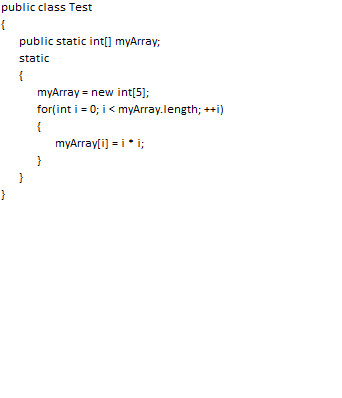 public class Test
{
public static int[] myArray;
static
{
myArray = new int[5];
for(int i = 0; i < myArray.length; ++i)
{
myArray[i] = i * i;
}
}
}